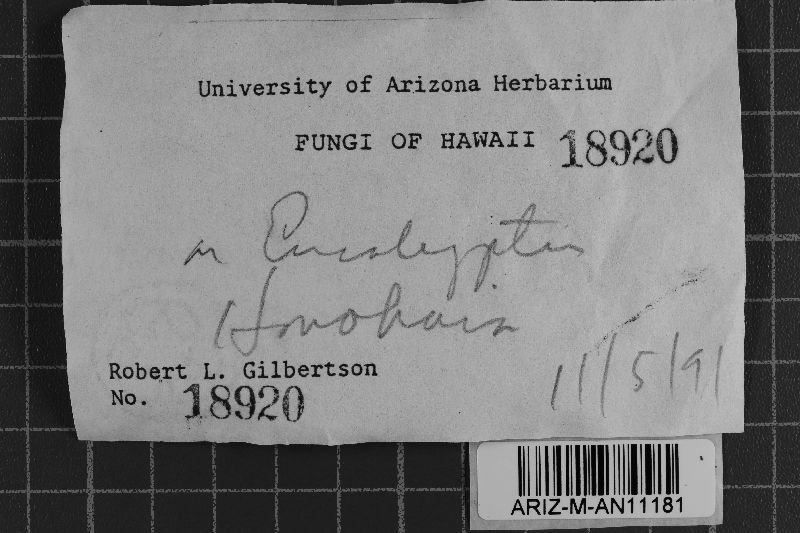 University of Arizona Herbarium
FUNGI OF HAWAII 18920
on Eucalyptus
Honokaia
11/5/91
Robert L. Gilbertson
No. 18920
ARIZ-M-AN11181